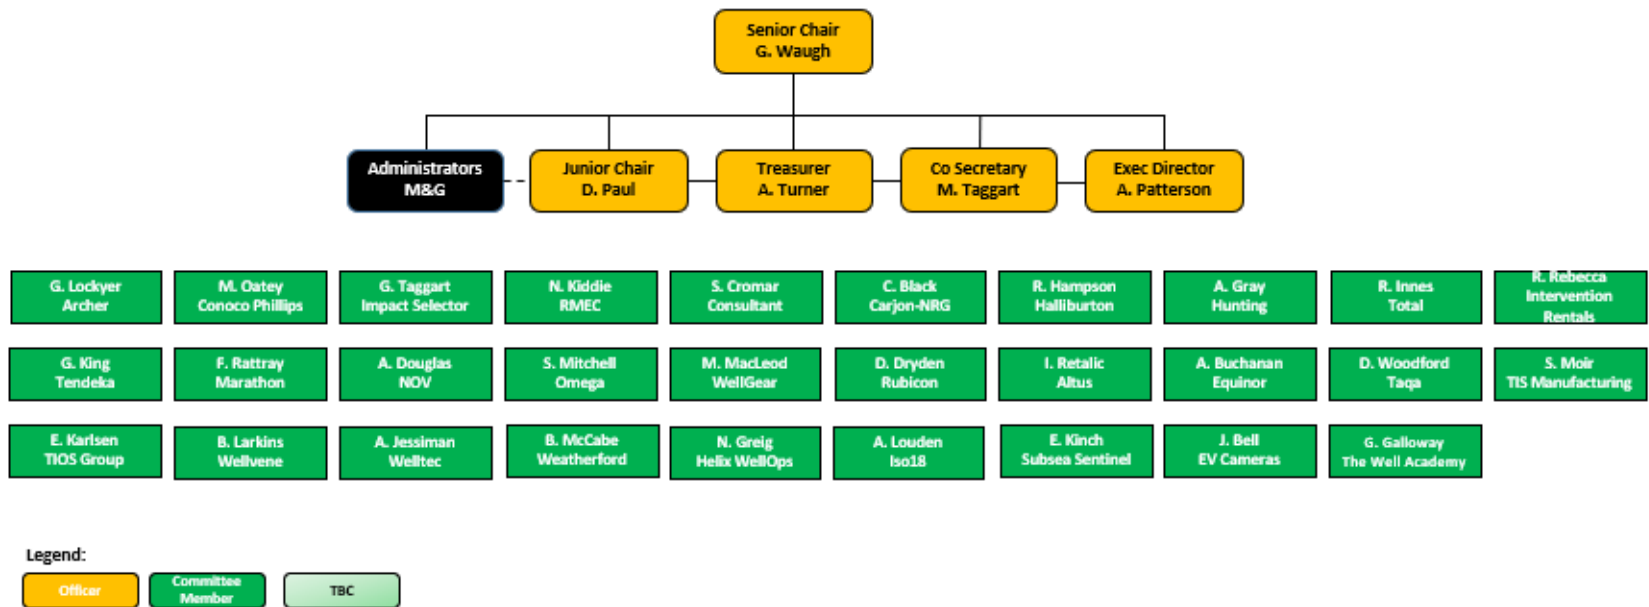 Senior Chair
G. Waugh
Administrators
M&G
Junior Chair
D. Paul
Treasurer
A. Turner
Co Secretary
M. Taggart
Exec Director
A. Patterson
G. Lockyer
Archer
M. Oatey
Conoco Phillips
G. Taggart
Impact Selector
N. Kiddie
RMEC
S. Cromar
Consultant
C. Black
Carjon-NRG
R. Hampson
Halliburton
A. Gray
Hunting
R. Innes
Total
R. Rebecca
Intervention
Rentals
G. King
Tendeka
F. Rattray
Marathon
A. Douglas
NOV
S. Mitchell
Omega
M. MacLeod
WellGear
D. Dryden
Rubicon
I. Retalic
Altus
A. Buchanan
Equinor
D. Woodford
Taqa
S. Moir
TIS Manufacturing
E. Karlsen
TIOS Group
B. Larkins
Wellvene
A. Jessiman
Welltec
B. McCabe
Weatherford
N. Greig
Helix WellOps
A. Louden
Iso18
E. Kinch
Subsea Sentinel
J. Bell
EV Cameras
G. Galloway
The Well Academy
Legend:
Officer
Committee
Member
TBC